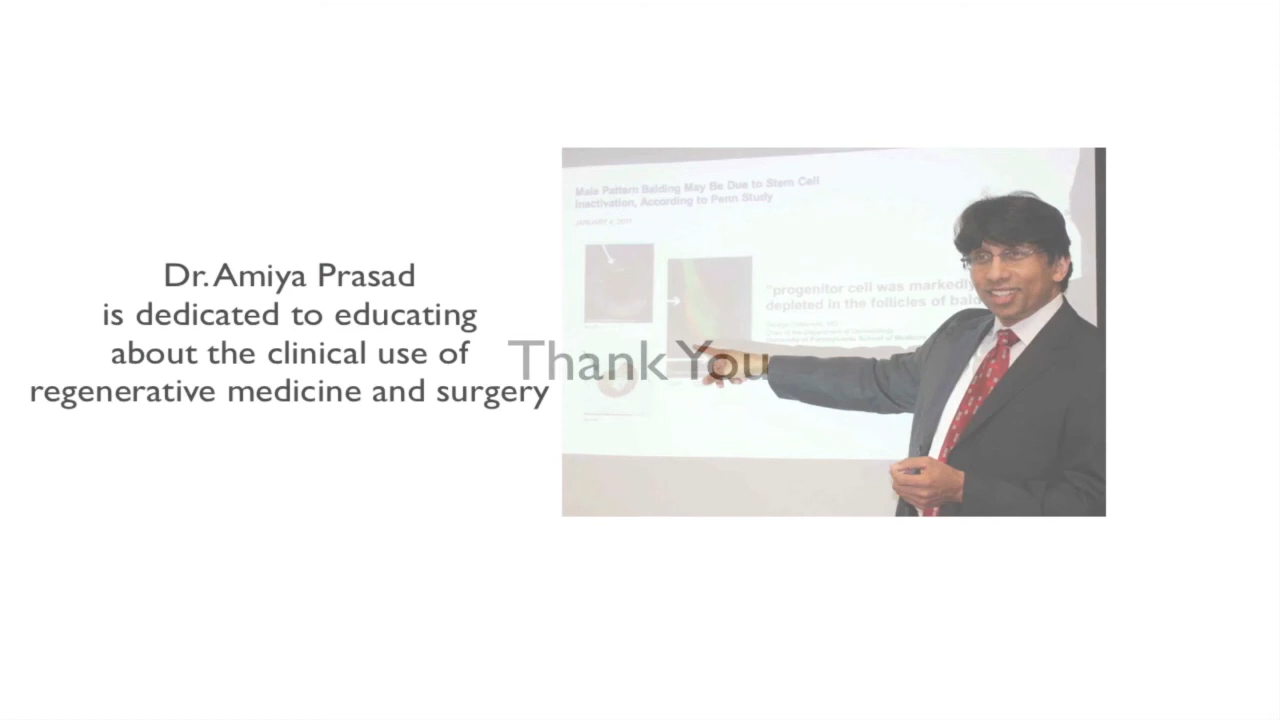 Dr. Amiya Prasad
is dedicated to educating
about the clinical use of
regenerative medicine and surgery
Thank You
Male Pattern Balding May Be Due to Stem Cell
Inactivation, According to Penn Study
"progenitor cell was markedly
depleted in the follicles of bald